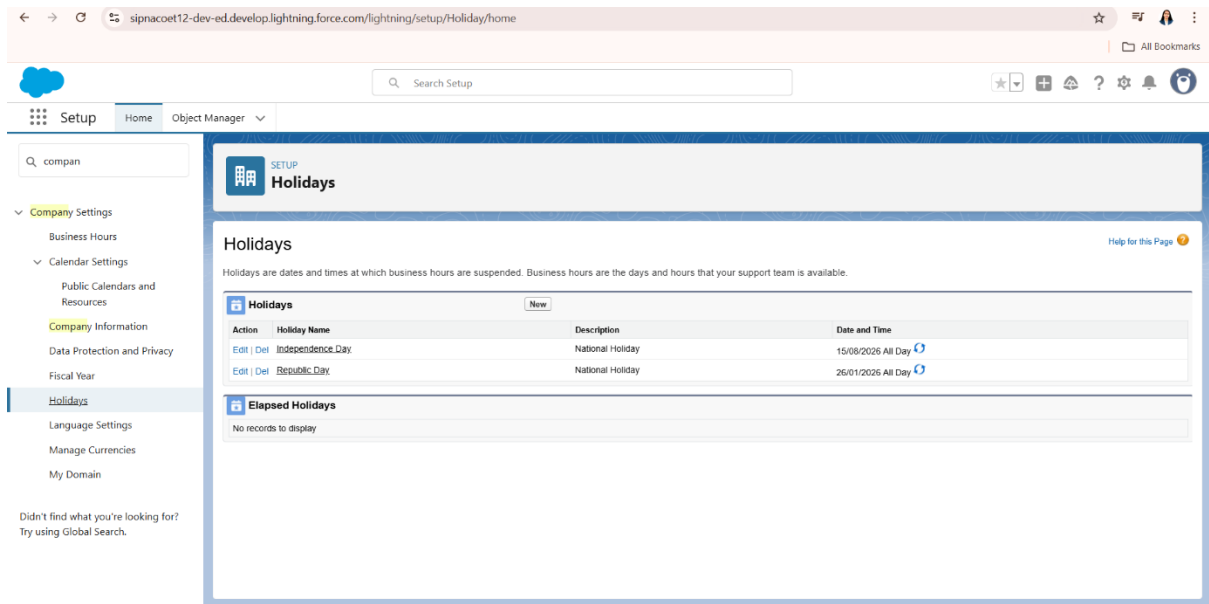 sipnacoet12-dev-ed.develop.lightning.force.com/lightning/setup/Holiday/home
All Bookmarks
Search Setup
Setup
Home
Object Manager
compan
Company Settings
Business Hours
Calendar Settings
Public Calendars and
Resources
Company Information
Data Protection and Privacy
Fiscal Year
Holidays
Language Settings
Manage Currencies
My Domain
Didn't find what you're looking for?
Try using Global Search.
SETUP
Holidays
Holidays
Help for this Page ?
Holidays are dates and times at which business hours are suspended. Business hours are the days and hours that your support team is available.
Holidays New
Action Holiday Name Description Date and Time
Edit | Del Independence Day National Holiday 15/08/2026 All Day
Edit | Del Republic Day National Holiday 26/01/2026 All Day
Elapsed Holidays
No records to display